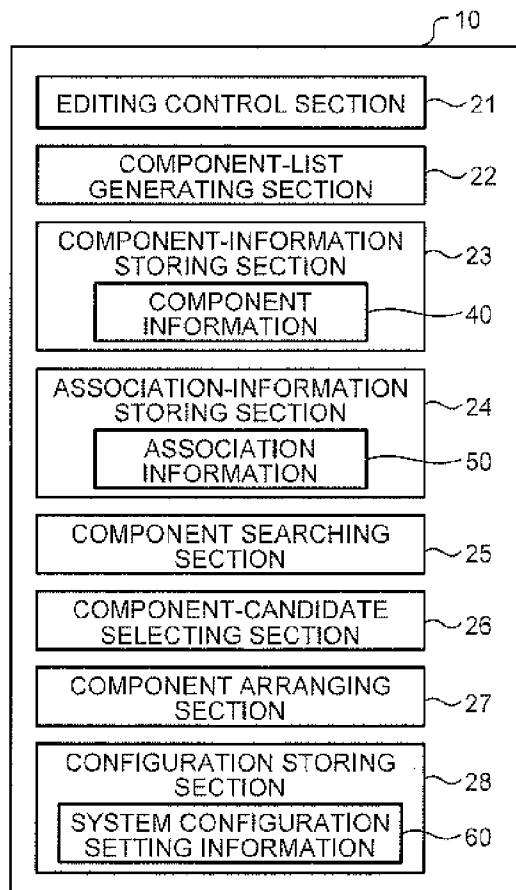 10
EDITING CONTROL SECTION
21
COMPONENT-LIST
GENERATING SECTION
22
COMPONENT-INFORMATION
STORING SECTION
23
COMPONENT
INFORMATION
40
ASSOCIATION-INFORMATION
STORING SECTION
24
ASSOCIATION
INFORMATION
50
COMPONENT SEARCHING
SECTION
25
COMPONENT-CANDIDATE
SELECTING SECTION
26
COMPONENT ARRANGING
SECTION
27
CONFIGURATION STORING
SECTION
28
SYSTEM CONFIGURATION
SETTING INFORMATION
60